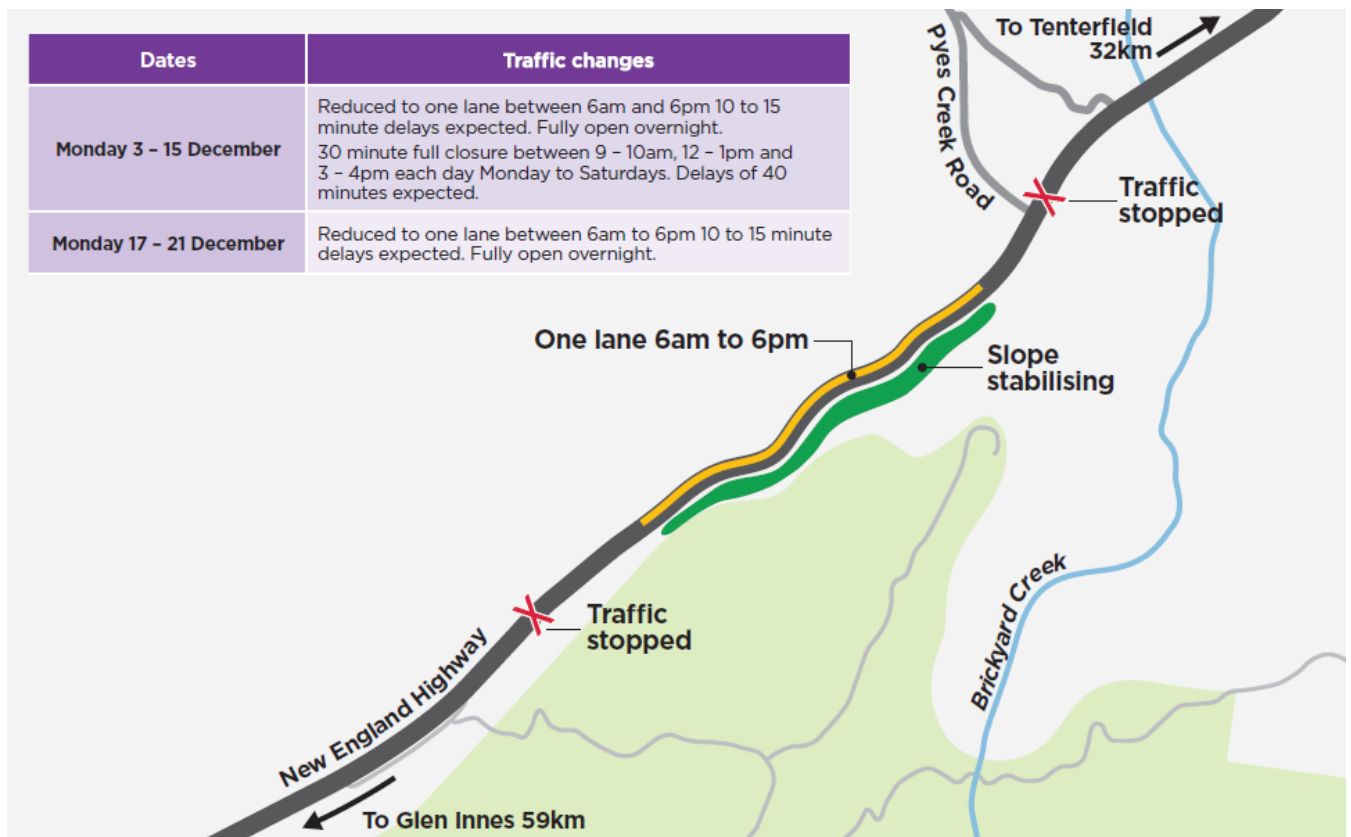 Dates
Traffic changes
Monday 3 – 15 December
Reduced to one lane between 6am and 6pm 10 to 15
minute delays expected. Fully open overnight.
30 minute full closure between 9 – 10am, 12 – 1pm and
3 – 4pm each day Monday to Saturdays. Delays of 40
minutes expected.
Monday 17 – 21 December
Reduced to one lane between 6am to 6pm 10 to 15 minute
delays expected. Fully open overnight.
To Tenterfield
32km
Pyes Creek Road
Traffic
stopped
One lane 6am to 6pm
Slope
stabilising
Traffic
stopped
Brickyard Creek
New England Highway
To Glen Innes 59km